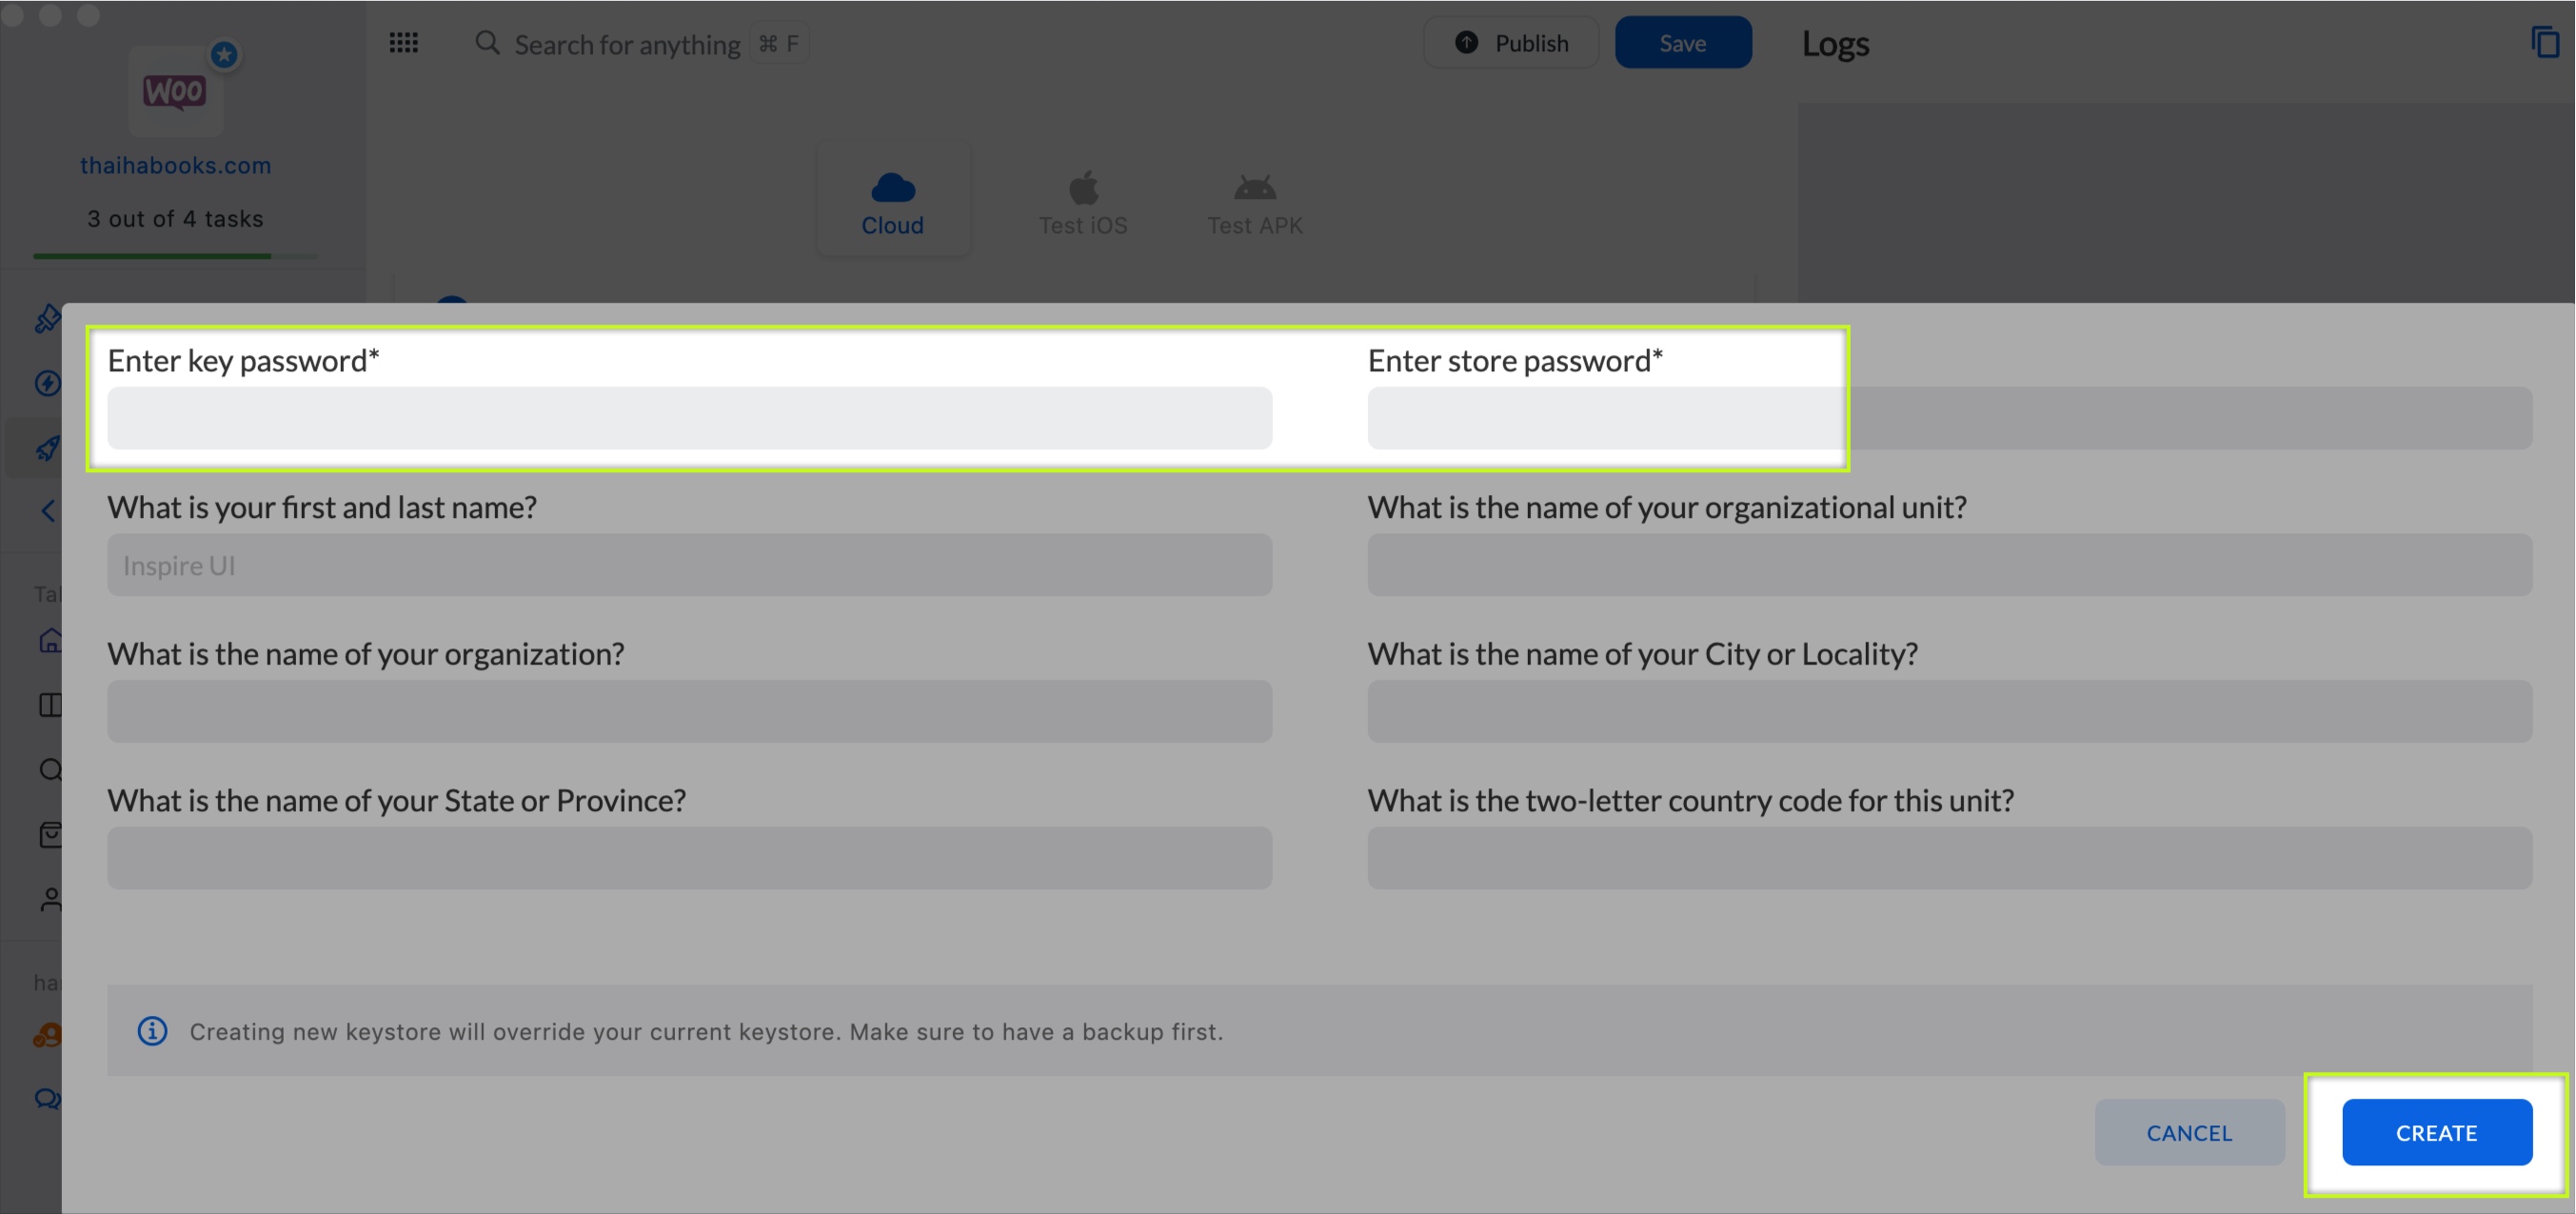 WOO
thaihabooks.com
3 out of 4 tasks
Search for anything ⌘ F
Publish
Save
Logs
Cloud
Test iOS
Test APK
Enter key password*
Enter store password*
What is your first and last name?
Inspire UI
What is the name of your organizational unit?
What is the name of your organization?
What is the name of your City or Locality?
What is the name of your State or Province?
What is the two-letter country code for this unit?
Creating new keystore will override your current keystore. Make sure to have a backup first.
CANCEL
CREATE